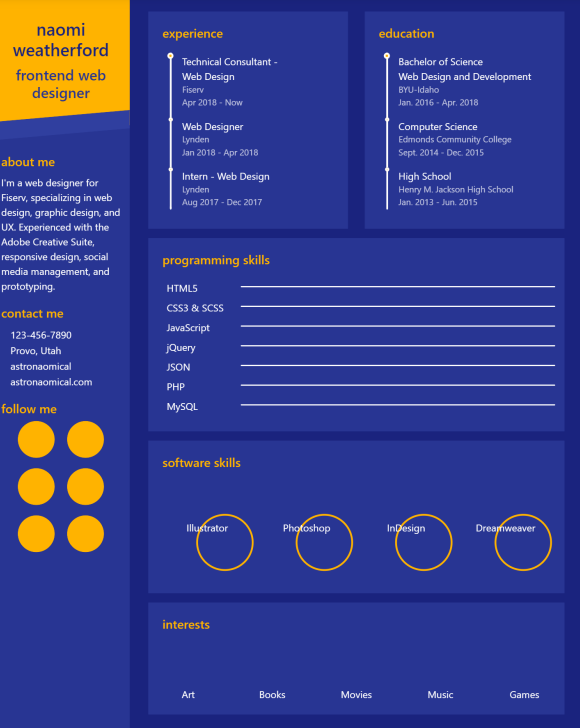 naomi
weatherford
frontend web
designer
about me
I'm a web designer for
Fiserv, specializing in web
design, graphic design, and
UX. Experienced with the
Adobe Creative Suite,
responsive design, social
media management, and
prototyping.
contact me
123-456-7890
Provo, Utah
astronaomical
astronaomical.com
follow me
experience
Technical Consultant -
Web Design
Fiserv
Apr 2018 - Now
Web Designer
Lynden
Jan 2018 - Apr 2018
Intern - Web Design
Lynden
Aug 2017 - Dec 2017
education
Bachelor of Science
Web Design and Development
BYU-Idaho
Jan. 2016 - Apr. 2018
Computer Science
Edmonds Community College
Sept. 2014 - Dec. 2015
High School
Henry M. Jackson High School
Jan. 2013 - Jun. 2015
programming skills
HTML5
CSS3 & SCSS
JavaScript
jQuery
JSON
PHP
MySQL
software skills
Illustrator Photoshop InDesign Dreamweaver
interests
Art Books Movies Music Games